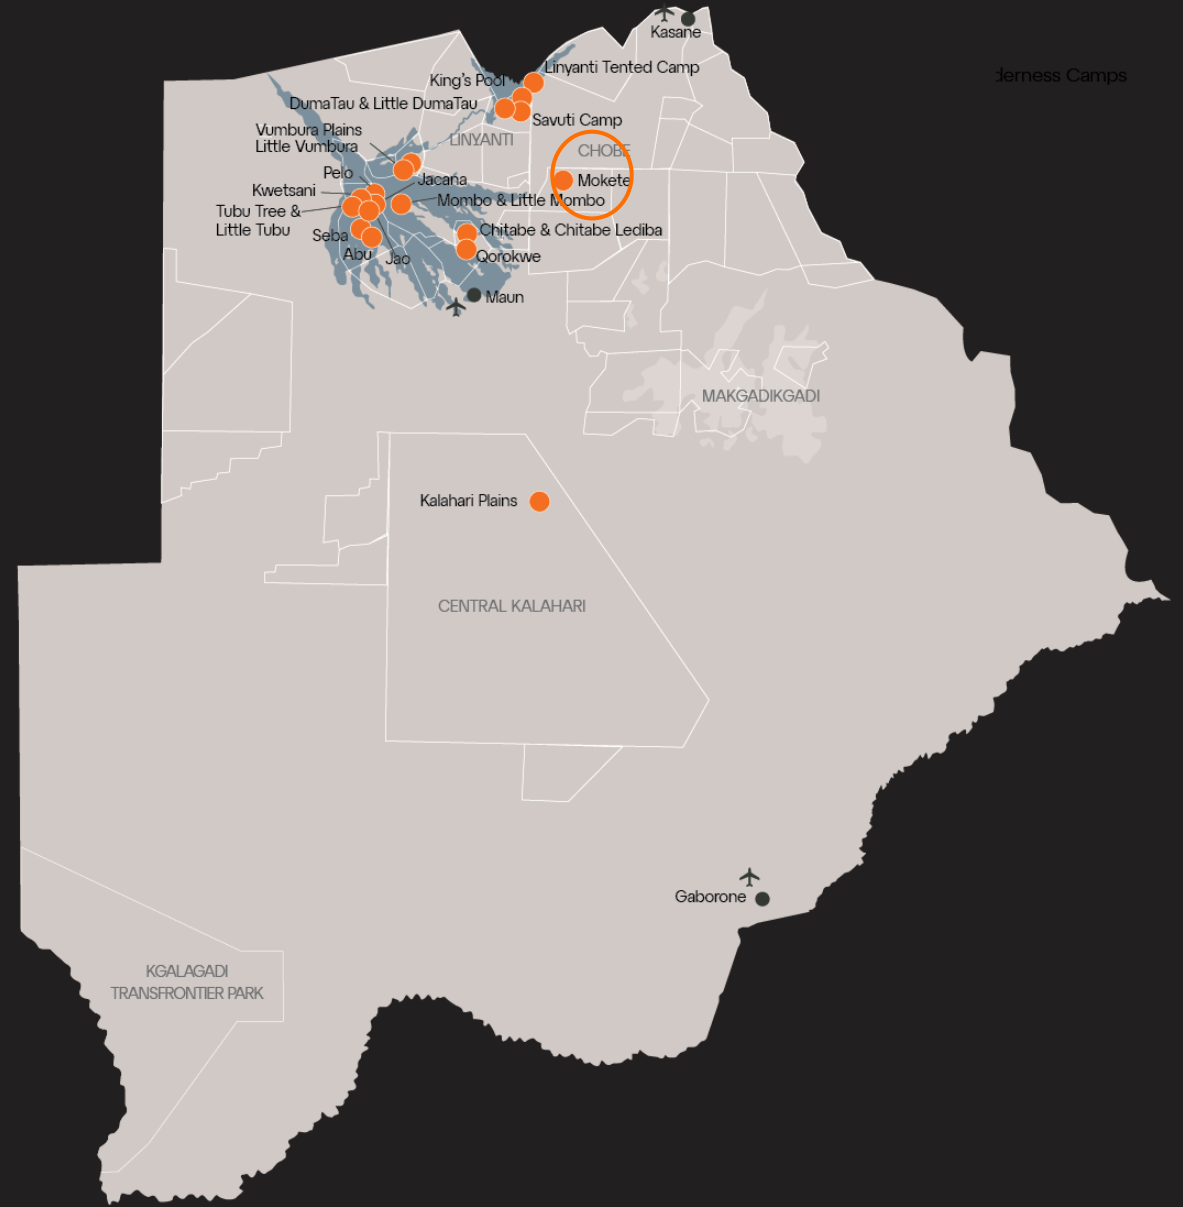 Kasane
Linyanti Tented Camp
King's Pool
DumaTau & Little DumaTau
Savuti Camp
Vumbura Plains
Little Vumbura
LINYANTI
CHOBE
Pelo
Jacana
Mokete
Kwetsani
Mombo & Little Mombo
Tubu Tree &
Little Tubu
Seba
Chitabe & Chitabe Lediba
Abu
Jao
Qorokwe
Maun
MAKGADIKGADI
Kalahari Plains
CENTRAL KALAHARI
Gaborone
KGALAGADI
TRANSFRONTIER PARK
Camps